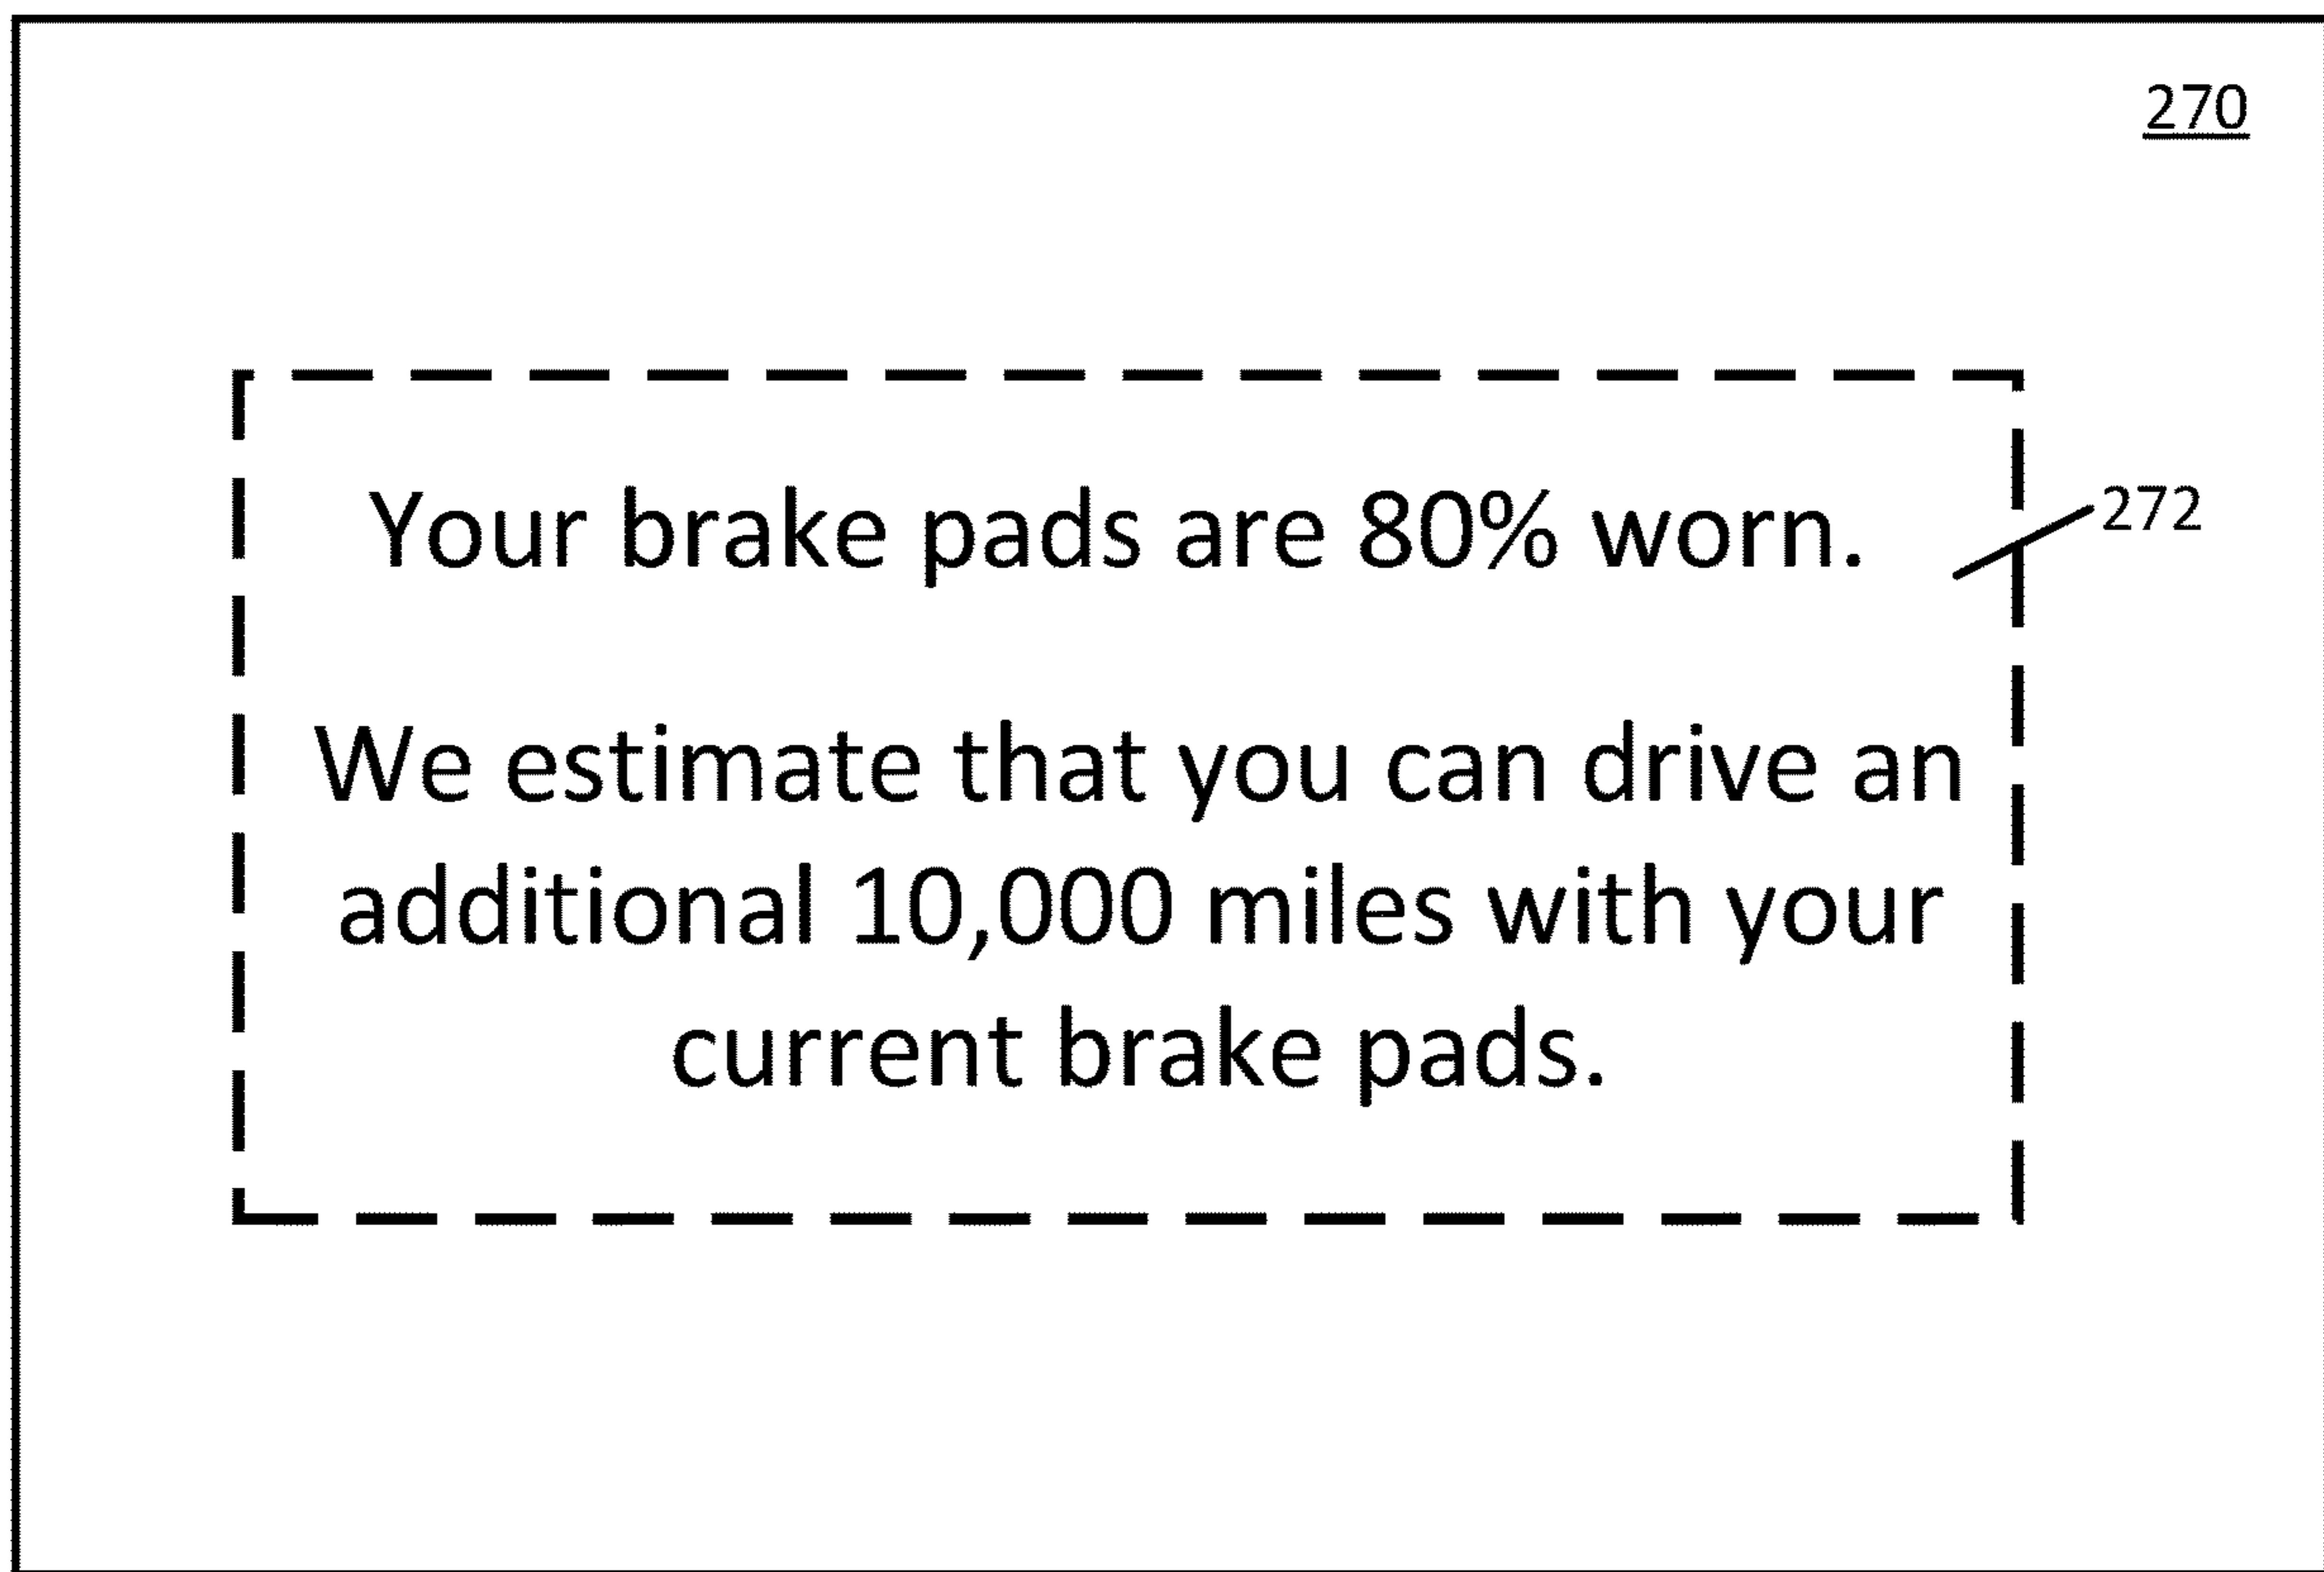 270
Your brake pads are 80% worn.
272
We estimate that you can drive an
additional 10,000 miles with your
current brake pads.